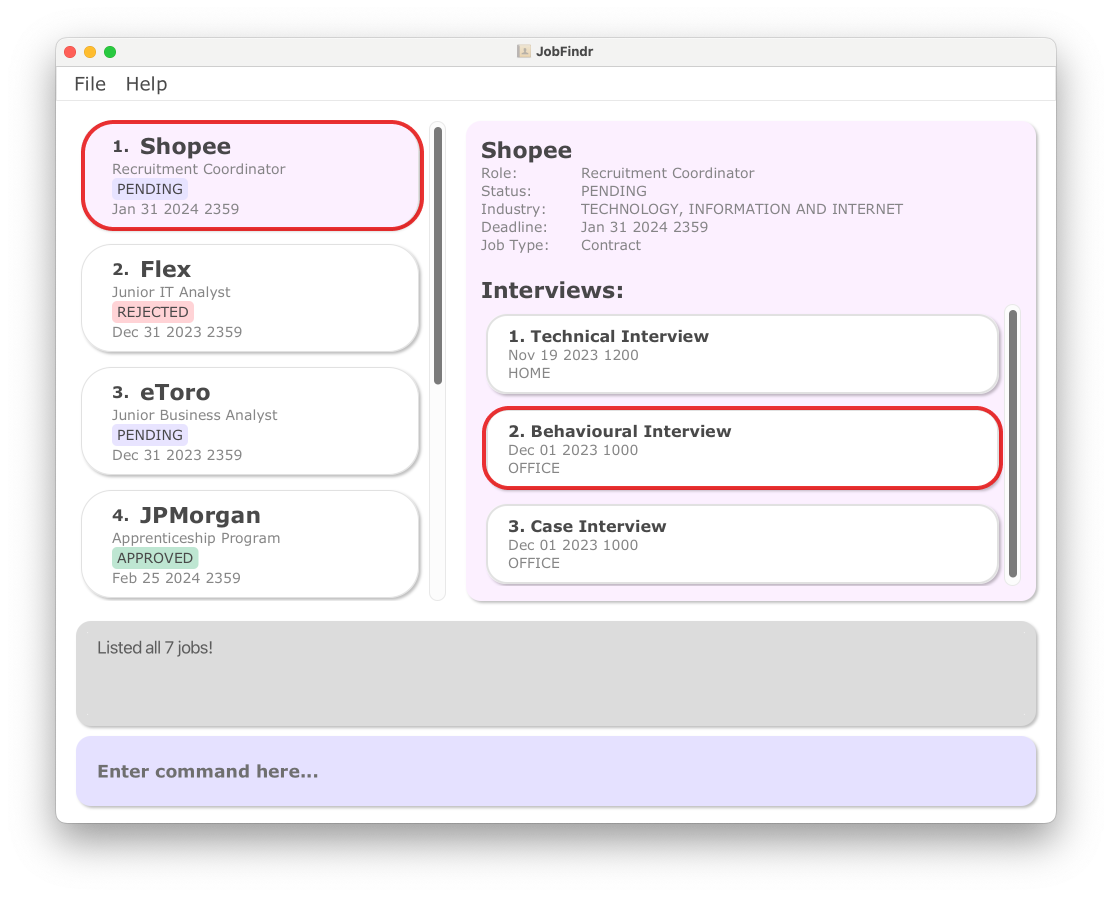 JobFindr
File Help
1. Shopee
Recruitment Coordinator
PENDING
Jan 31 2024 2359
2. Flex
Junior IT Analyst
REJECTED
Dec 31 2023 2359
3. eToro
Junior Business Analyst
PENDING
Dec 31 2023 2359
4. JPMorgan
Apprenticeship Program
APPROVED
Feb 25 2024 2359
Shopee
Role: Recruitment Coordinator
Status: PENDING
Industry: TECHNOLOGY, INFORMATION AND INTERNET
Deadline: Jan 31 2024 2359
Job Type: Contract
Interviews:
1. Technical Interview
Nov 19 2023 1200
HOME
2. Behavioural Interview
Dec 01 2023 1000
OFFICE
3. Case Interview
Dec 01 2023 1000
OFFICE
Listed all 7 jobs!
Enter command here...